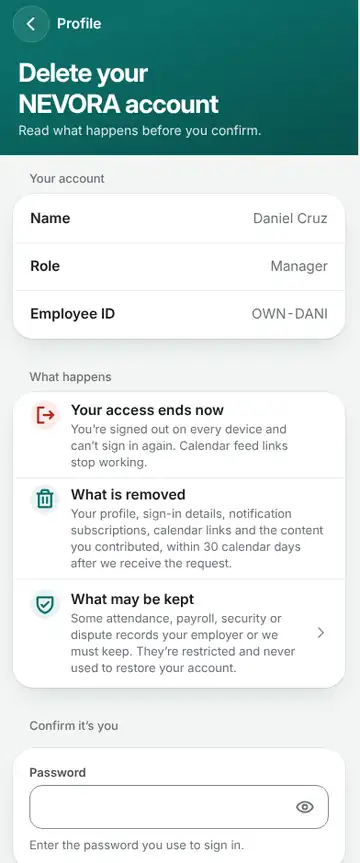 Profile
Delete your
NEVORA account
Read what happens before you confirm.
Your account
Name Daniel Cruz
Role Manager
Employee ID OWN-DANI
What happens
Your access ends now
You’re signed out on every device and
can’t sign in again. Calendar feed links
stop working.
What is removed
Your profile, sign-in details, notification
subscriptions, calendar links and the content
you contributed, within 30 calendar days
after we receive the request.
What may be kept
Some attendance, payroll, security or
dispute records your employer or we
must keep. They’re restricted and never
used to restore your account.
Confirm it’s you
Password
Enter the password you use to sign in.